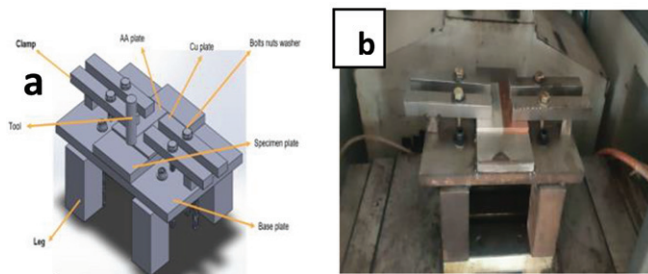 AA plate
Cu plate
Bolts nuts washer
Clamp
a
Tool
Specimen plate
Leg
Base plate
b